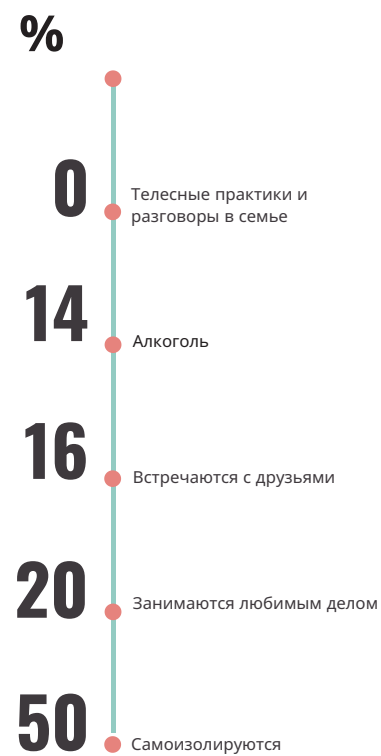 %
0
Телесные практики и
разговоры в семье
14
Алкоголь
16
Встречаются с друзьями
20
Занимаются любимым делом
50
Самоизолируются